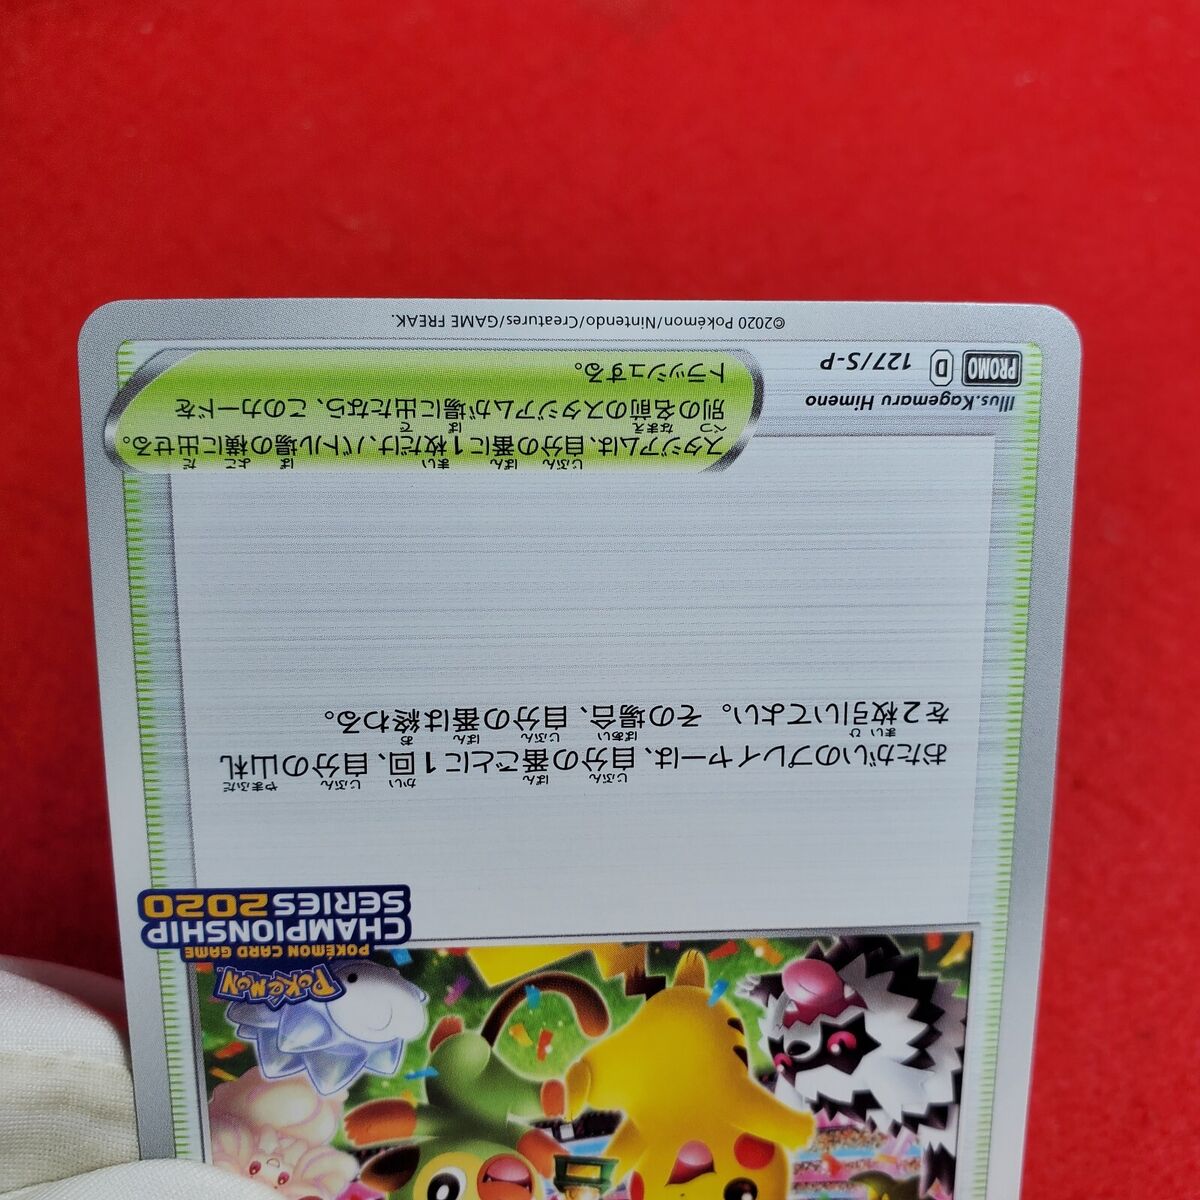 Pokémon
POKÉMON CARD GAME
CHAMPIONSHIP
SERIES 2020
おたがいのプレイヤーは、自分の番ごとに1回、自分の山札
を2枚引いてよい。その場合、自分の番は終わる。
スタジアムは、自分の番に1枚だけ、バトル場の横に出せる。
別の名前のスタジアムが場に出たなら、このカードを
トラッシュする。
Illus.Kagemaru Himeno
PROMO D 127/S-P
©2020 Pokémon/Nintendo/Creatures/GAME FREAK.